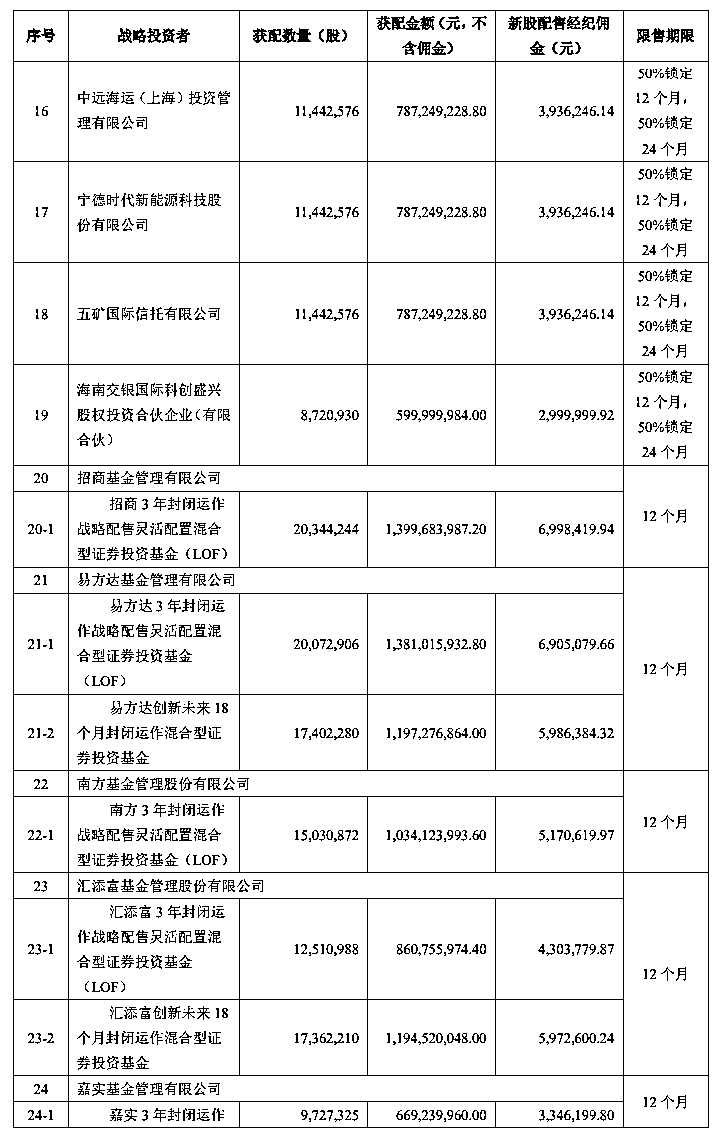 序号 战略投资者 获配数量（股） 获配金额（元，不含佣金） 新股配售经纪佣金（元） 限售期限
16 中远海运（上海）投资管理有限公司 11,442,576 787,249,228.80 3,936,246.14 50%锁定12个月，50%锁定24个月
17 宁德时代新能源科技股份有限公司 11,442,576 787,249,228.80 3,936,246.14 50%锁定12个月，50%锁定24个月
18 五矿国际信托有限公司 11,442,576 787,249,228.80 3,936,246.14 50%锁定12个月，50%锁定24个月
19 海南交银国际科创盛兴股权投资合伙企业（有限合伙） 8,720,930 599,999,984.00 2,999,999.92 50%锁定12个月，50%锁定24个月
20 招商基金管理有限公司 12个月
20-1 招商3年封闭运作战略配售灵活配置混合型证券投资基金（LOF） 20,344,244 1,399,683,987.20 6,998,419.94
21 易方达基金管理有限公司 12个月
21-1 易方达3年封闭运作战略配售灵活配置混合型证券投资基金（LOF） 20,072,906 1,381,015,932.80 6,905,079.66
21-2 易方达创新未来18个月封闭运作混合型证券投资基金 17,402,280 1,197,276,864.00 5,986,384.32
22 南方基金管理股份有限公司 12个月
22-1 南方3年封闭运作战略配售灵活配置混合型证券投资基金（LOF） 15,030,872 1,034,123,993.60 5,170,619.97
23 汇添富基金管理股份有限公司 12个月
23-1 汇添富3年封闭运作战略配售灵活配置混合型证券投资基金（LOF） 12,510,988 860,755,974.40 4,303,779.87
23-2 汇添富创新未来18个月封闭运作混合型证券投资基金 17,362,210 1,194,520,048.00 5,972,600.24
24 嘉实基金管理有限公司 12个月
24-1 嘉实3年封闭运作 9,727,325 669,239,960.00 3,346,199.80